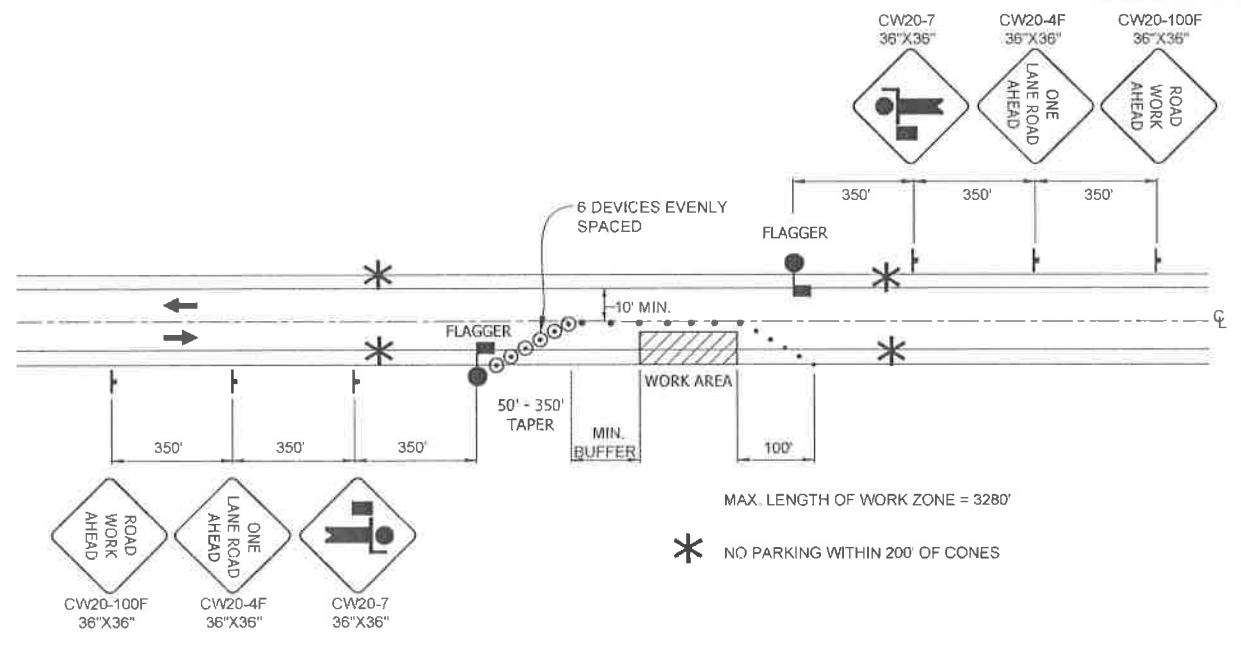 CW20-7
36"X36"
CW20-4F
36"X36"
CW20-100F
36"X36"
ONE
LANE ROAD
AHEAD
ROAD
WORK
AHEAD
350'
350'
350'
6 DEVICES EVENLY
SPACED
FLAGGER
10' MIN.
FLAGGER
CL
WORK AREA
50' - 350'
TAPER
MIN.
BUFFER
100'
350'
350'
350'
ROAD
WORK
AHEAD
ONE
LANE ROAD
AHEAD
CW20-100F
36"X36"
CW20-4F
36"X36"
CW20-7
36"X36"
MAX. LENGTH OF WORK ZONE = 3280'
NO PARKING WITHIN 200' OF CONES